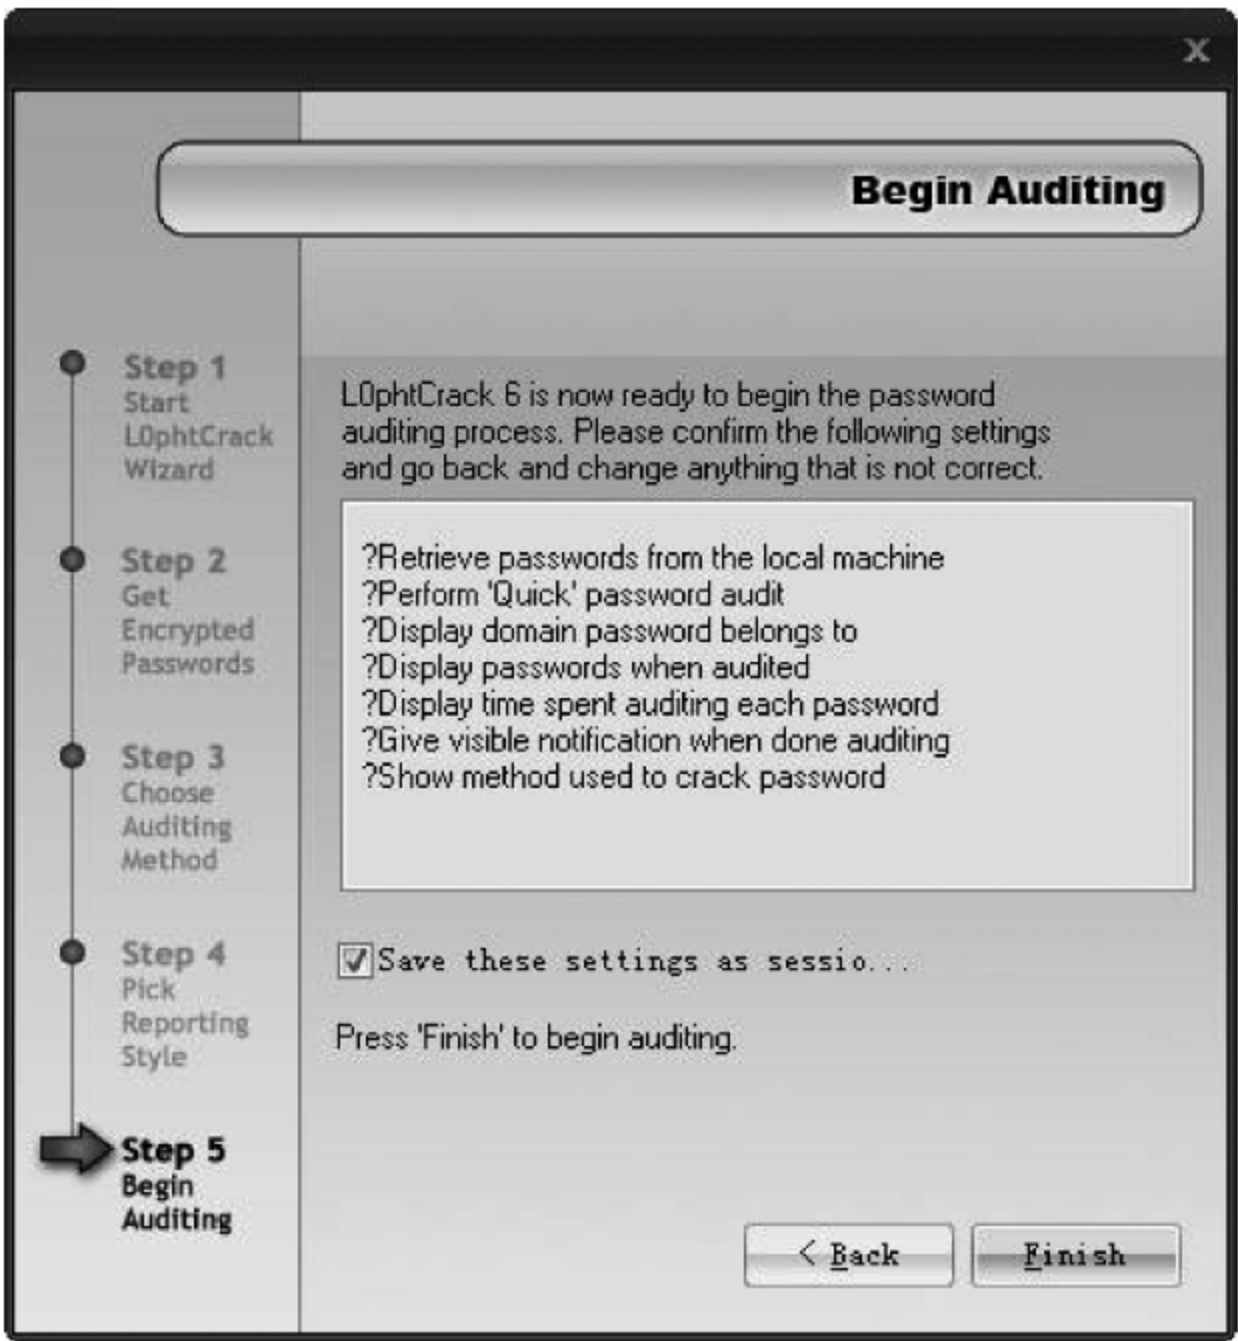 X
Begin Auditing
Step 1
Start
L0phtCrack
Wizard
Step 2
Get
Encrypted
Passwords
Step 3
Choose
Auditing
Method
Step 4
Pick
Reporting
Style
Step 5
Begin
Auditing
L0phtCrack 6 is now ready to begin the password
auditing process. Please confirm the following settings
and go back and change anything that is not correct.
?Retrieve passwords from the local machine
?Perform 'Quick' password audit
?Display domain password belongs to
?Display passwords when audited
?Display time spent auditing each password
?Give visible notification when done auditing
?Show method used to crack password
Save these settings as sessio...
Press 'Finish' to begin auditing.
< Back
Finish